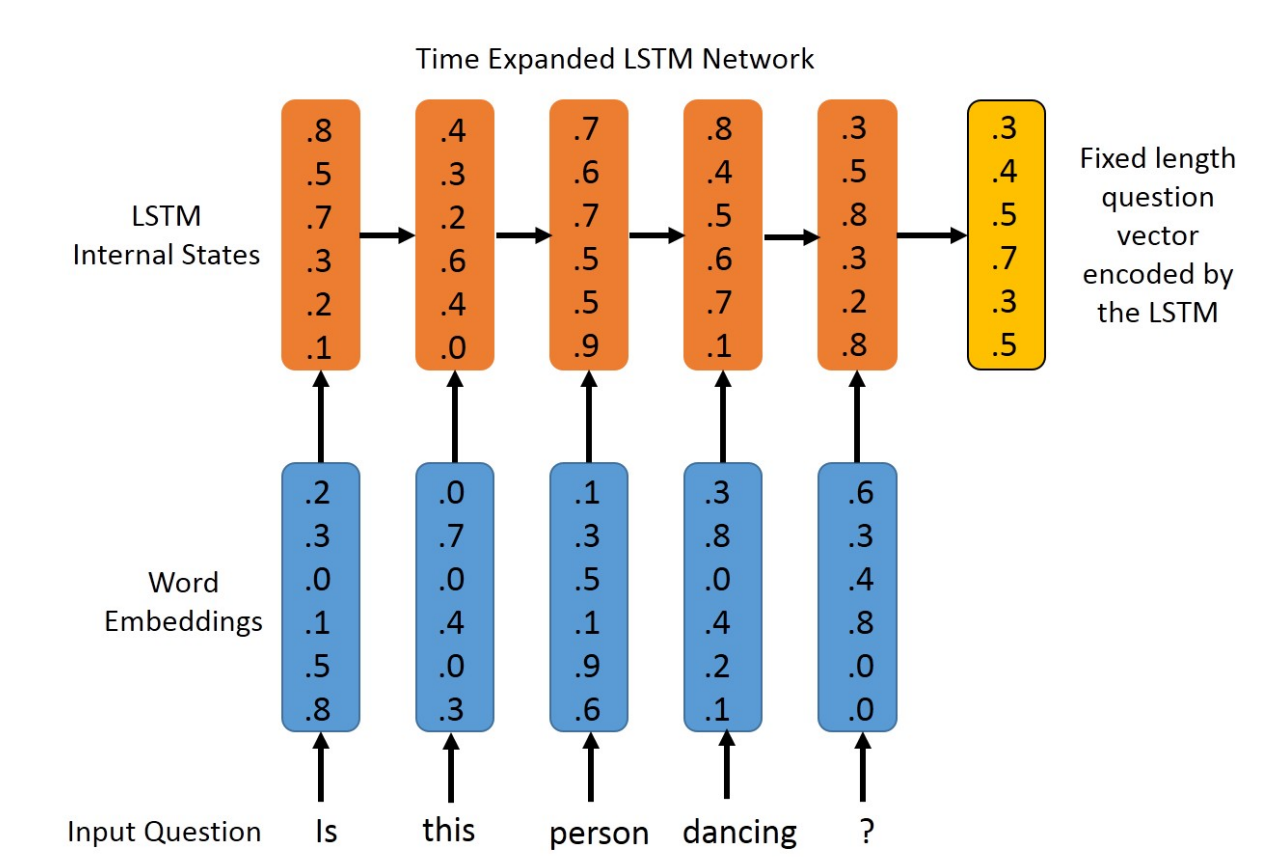 Time Expanded LSTM Network
LSTM
Internal States
.8 .4 .7 .8 .3 .3
.5 .3 .6 .4 .5 .4
.7 .2 .7 .5 .8 .5
.3 .6 .5 .6 .3 .7
.2 .4 .5 .7 .2 .3
.1 .0 .9 .1 .8 .5
Fixed length
question
vector
encoded by
the LSTM
Word
Embeddings
.2 .0 .1 .3 .6
.3 .7 .3 .8 .3
.0 .0 .5 .0 .4
.1 .4 .1 .4 .8
.5 .0 .9 .2 .0
.8 .3 .6 .1 .0
Input Question Is this person dancing ?